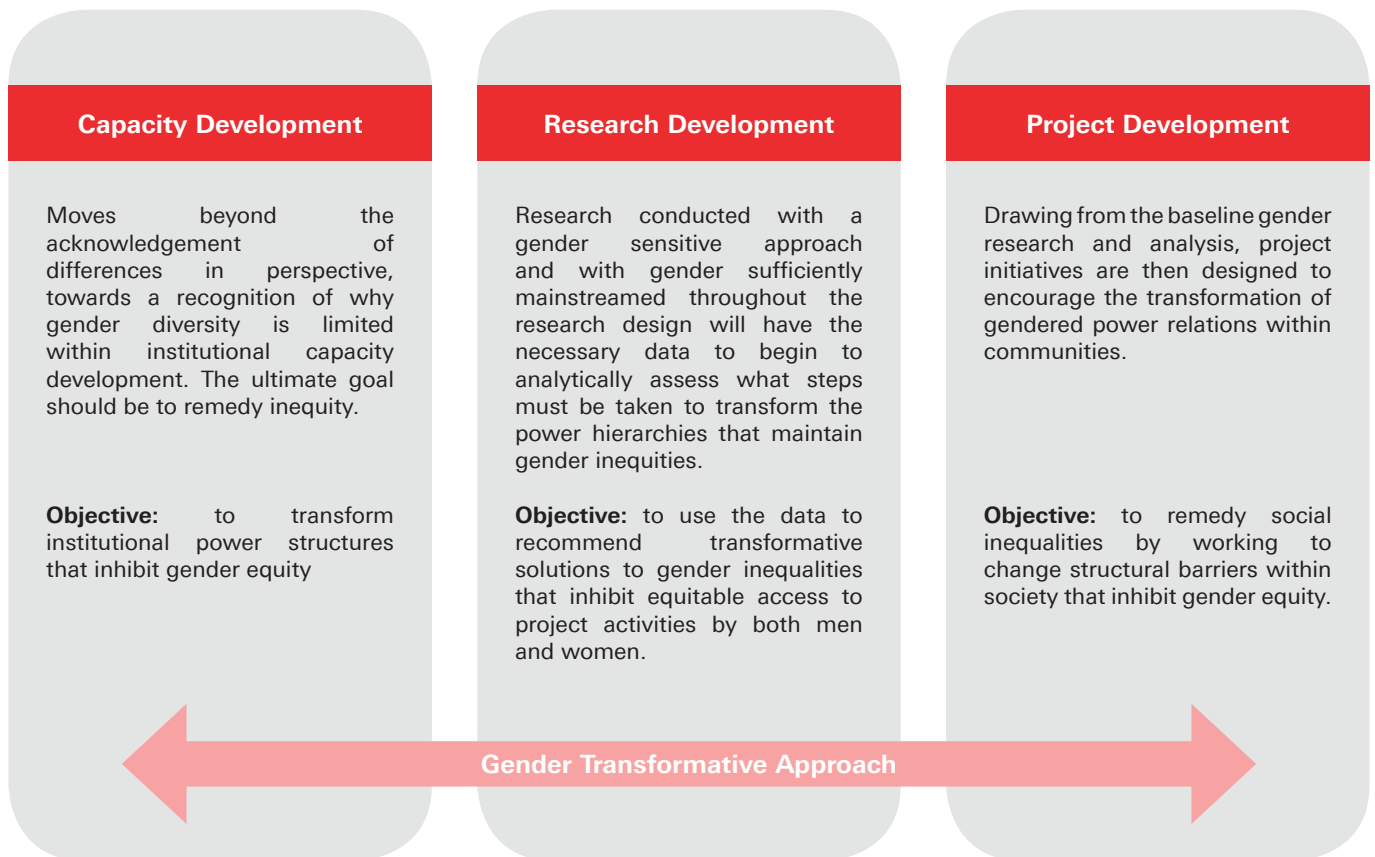 Capacity Development
Moves beyond the
acknowledgement of
differences in perspective,
towards a recognition of why
gender diversity is limited
within institutional capacity
development. The ultimate goal
should be to remedy inequity.
Objective: to transform
institutional power structures
that inhibit gender equity
Research Development
Research conducted with a
gender sensitive approach
and with gender sufficiently
mainstreamed throughout the
research design will have the
necessary data to begin to
analytically assess what steps
must be taken to transform the
power hierarchies that maintain
gender inequities.
Objective: to use the data to
recommend transformative
solutions to gender inequalities
that inhibit equitable access to
project activities by both men
and women.
Project Development
Drawing from the baseline gender
research and analysis, project
initiatives are then designed to
encourage the transformation of
gendered power relations within
communities.
Objective: to remedy social
inequalities by working to
change structural barriers within
society that inhibit gender equity.
Gender Transformative Approach